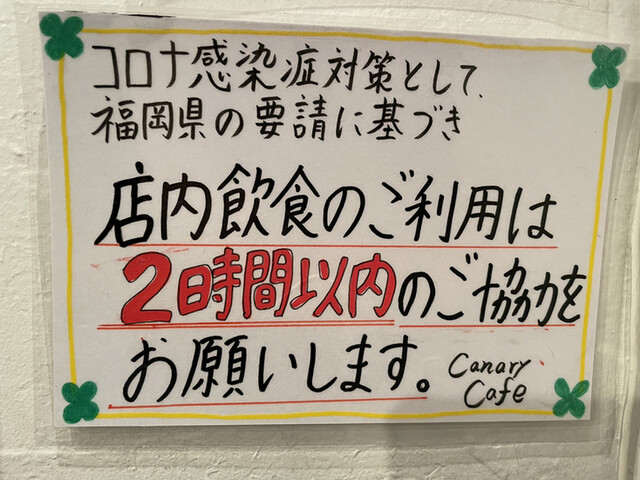 コロナ感染症対策として、
福岡県の要請に基づき
店内飲食のご利用は
2時間以内のご協力を
お願いします。
Canary
Cafe